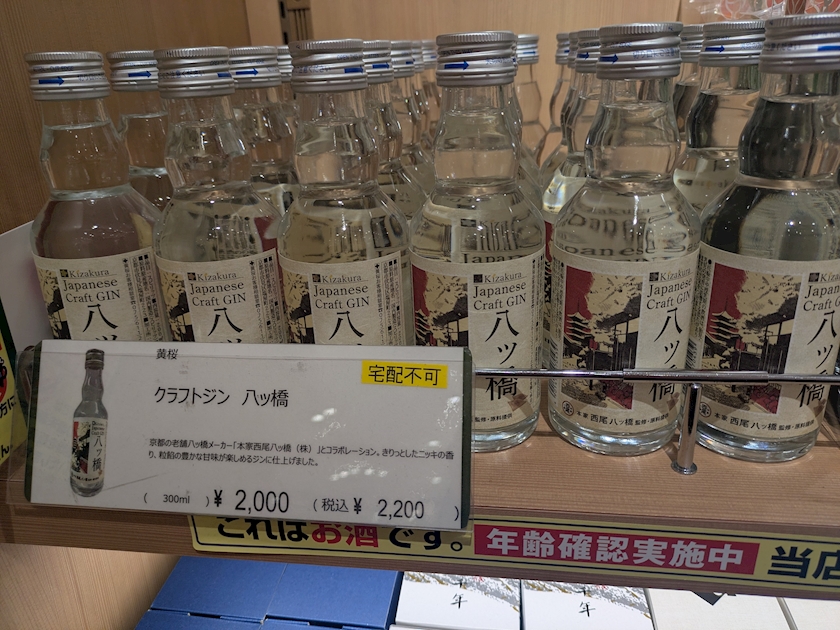 Kizakura
Japanese
Craft GIN
八ッ橋
本家 西尾八ッ橋 監修・原料提供
黄桜
宅配不可
クラフトジン 八ッ橋
京都の老舗八ッ橋メーカー「本家西尾八ッ橋(株)」とコラボレーション。きりっとしたニッキの香
り、粒餡の豊かな甘味が楽しめるジンに仕上げました。
( 300ml ) ¥ 2,000 (税込 ¥ 2,200 )
これはお酒です。 年齢確認実施中 当店